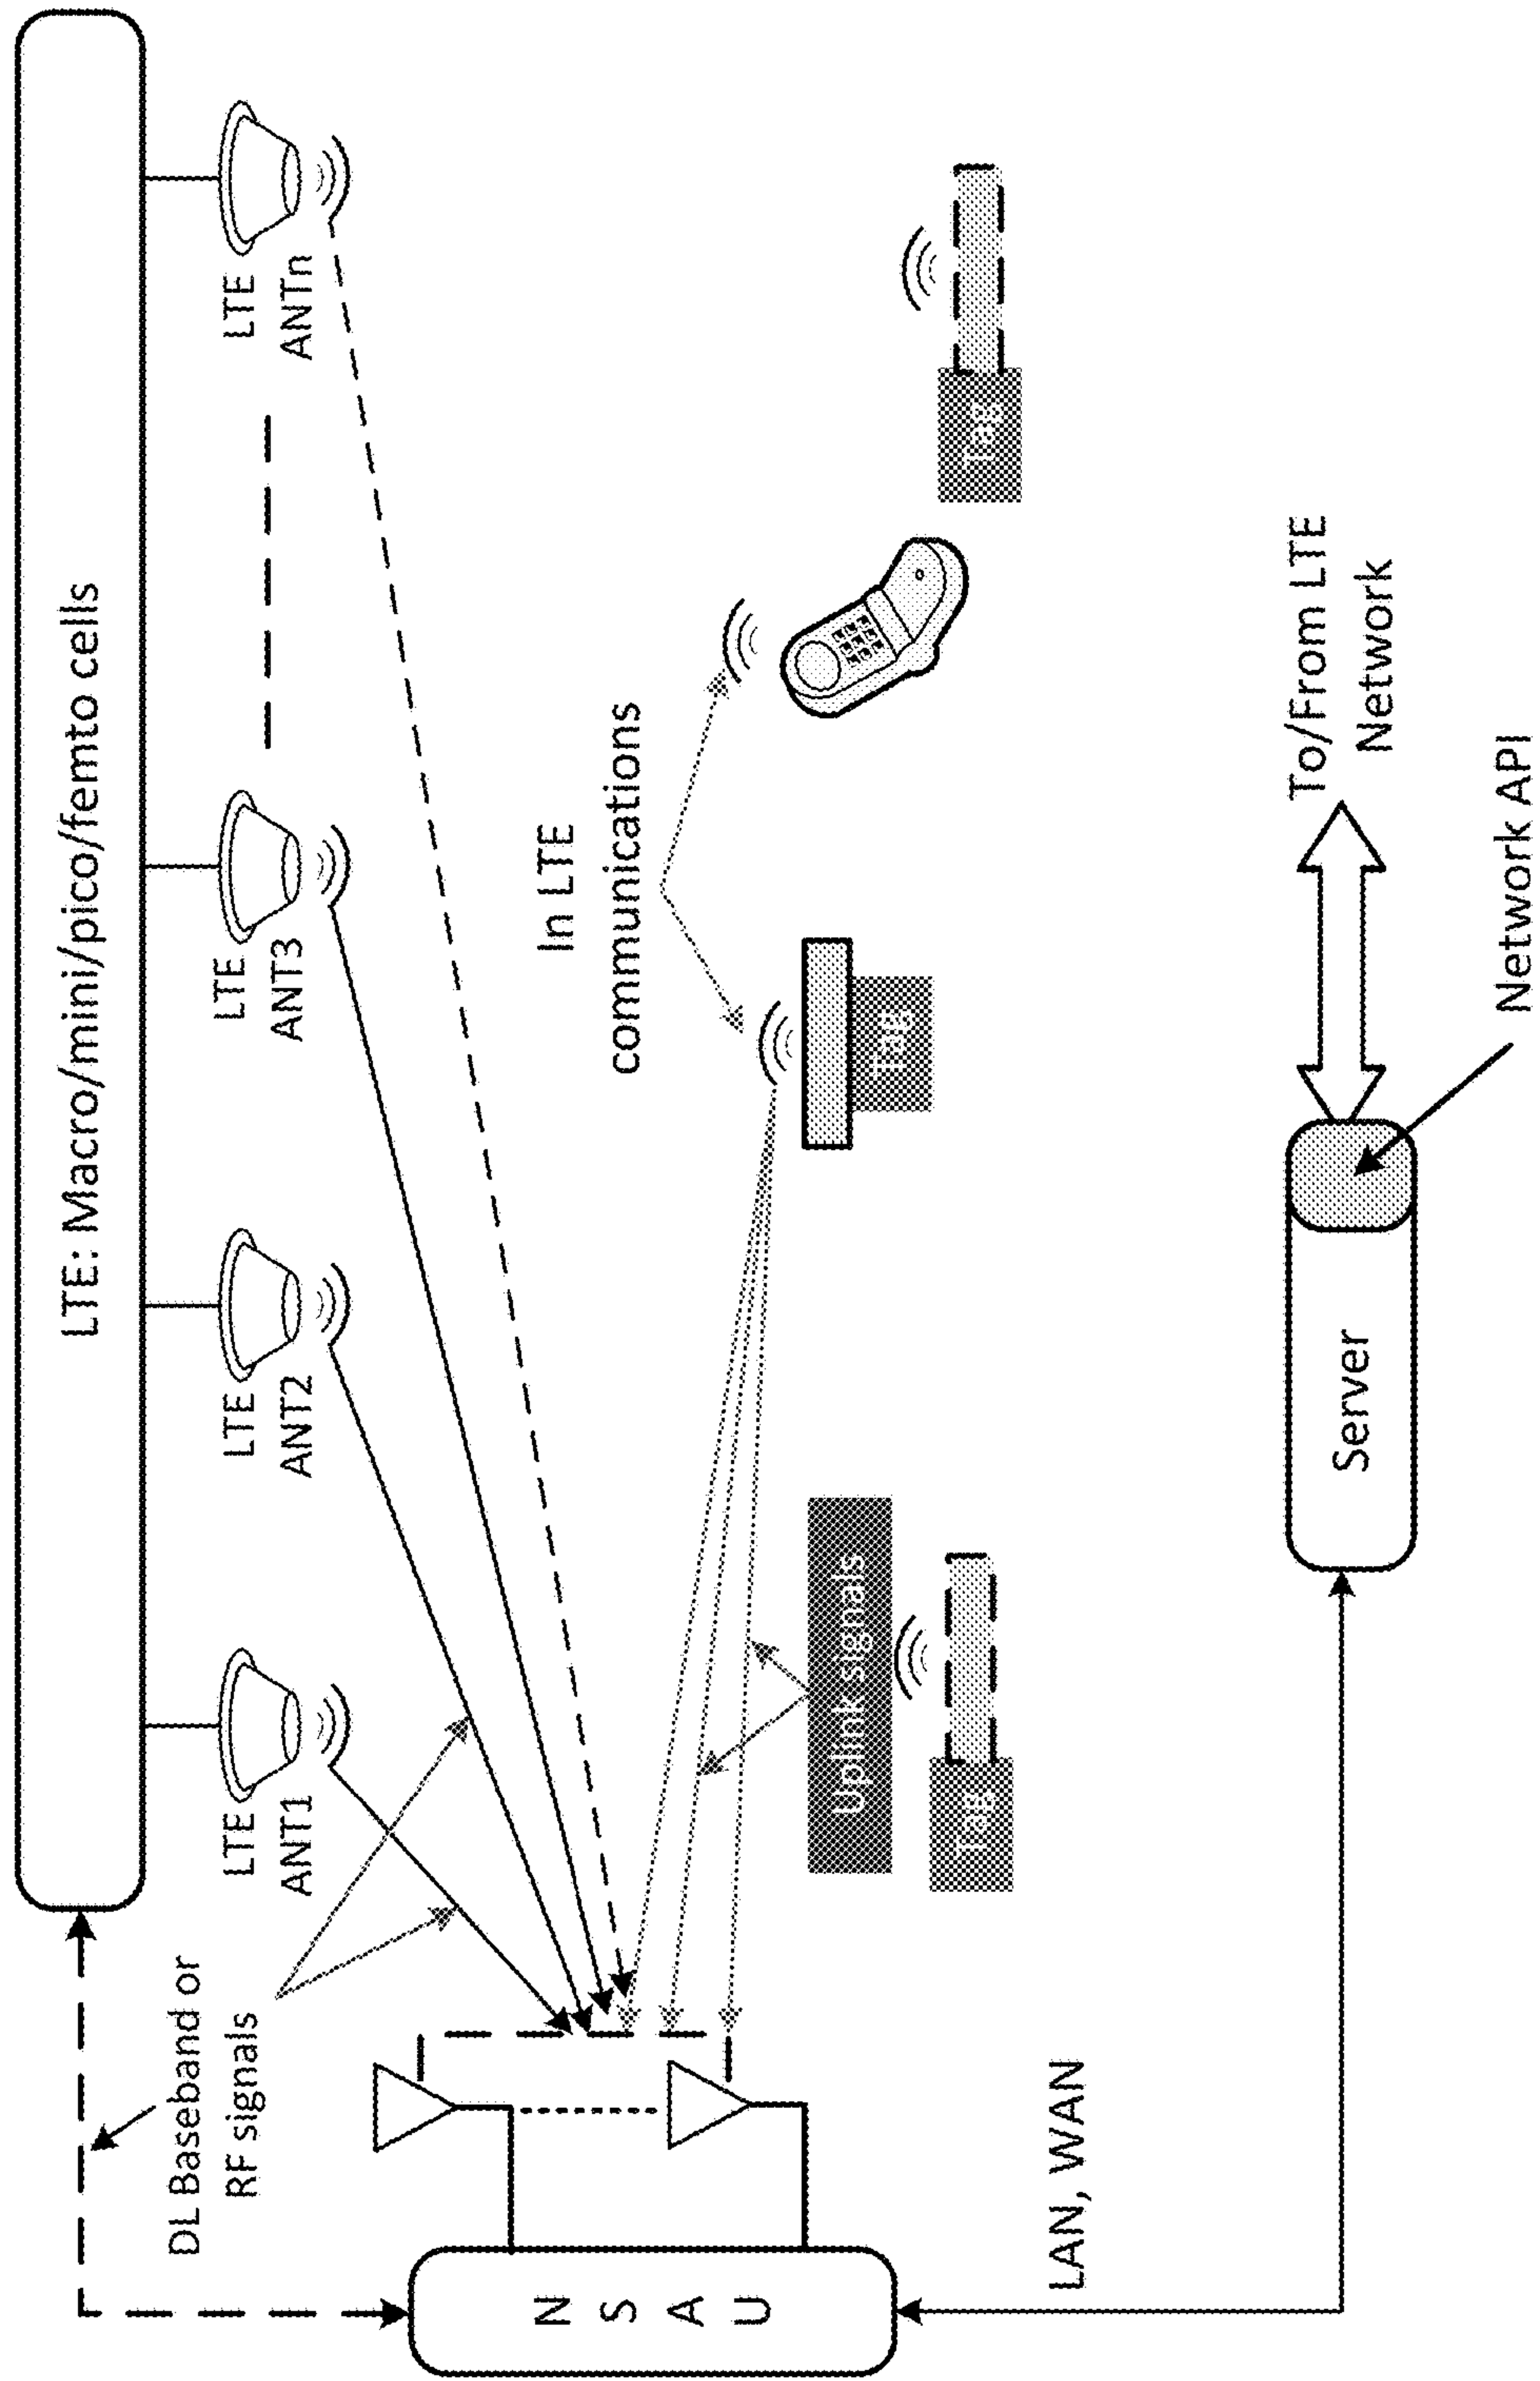 LTE: Macro/mini/pico/femto cells
DL Baseband or
RF signals
LTE
ANT1
LTE
ANT2
LTE
ANT3
LTE
ANTn
In LTE
communications
N
S
A
U
Uplink signals
Tag
Tag
Tag
LAN, WAN
Server
To/From LTE
Network
Network API